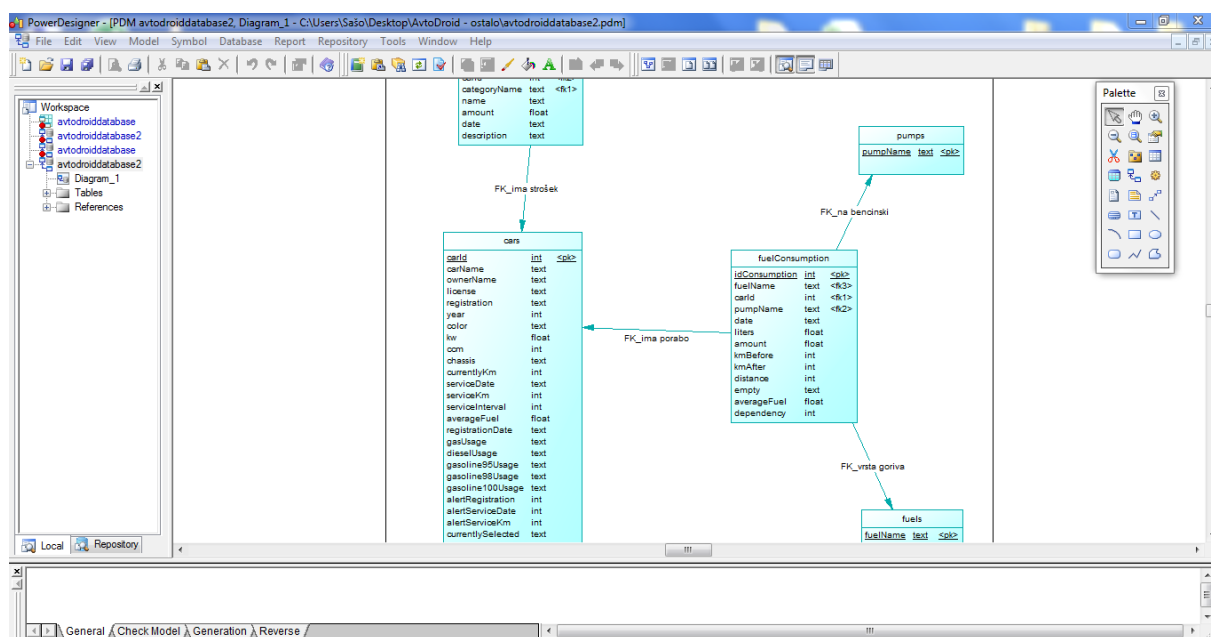 PowerDesigner - [PDM avtodroiddatabase2, Diagram_1 - C:\Users\Sašo\Desktop\AvtoDroid - ostalo\avtodroiddatabase2.pdm]
File Edit View Model Symbol Database Report Repository Tools Window Help
Workspace
avtodroiddatabase
avtodroiddatabase2
avtodroiddatabase
avtodroiddatabase2
Diagram_1
Tables
References
Local Repository
categoryName text <fk1>
name text
amount float
date text
description text
FK_ima strošek
cars
carId int <pk>
carName text
ownerName text
license text
registration text
year int
color text
kw float
ccm int
chassis text
currentlyKm int
serviceDate text
serviceKm int
serviceInterval int
averageFuel float
registrationDate text
gasUsage text
dieselUsage text
gasoline95Usage text
gasoline98Usage text
gasoline100Usage text
alertRegistration int
alertServiceDate int
alertServiceKm int
currentlySelected text
FK_ima porabo
pumps
pumpName text <pk>
FK_na bencinski
fuelConsumption
idConsumption int <pk>
fuelName text <fk3>
carId int <fk1>
pumpName text <fk2>
date text
liters float
amount float
kmBefore int
kmAfter int
distance int
empty text
averageFuel float
dependency int
FK_vrsta goriva
fuels
fuelName text <pk>
Palette
General Check Model Generation Reverse